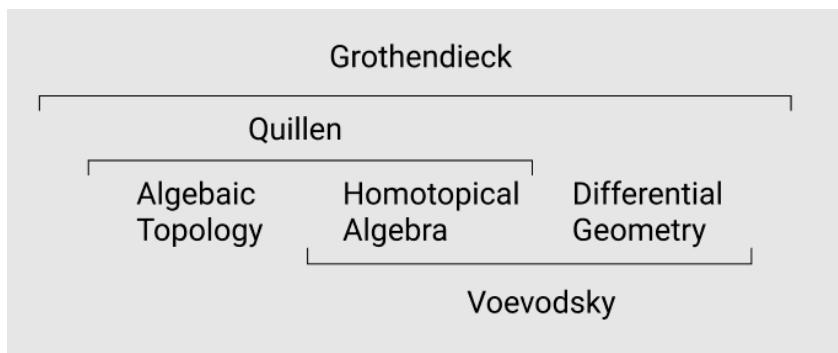 Grothendieck
Quillen
Algebaic
Topology
Homotopical
Algebra
Differential
Geometry
Voevodsky